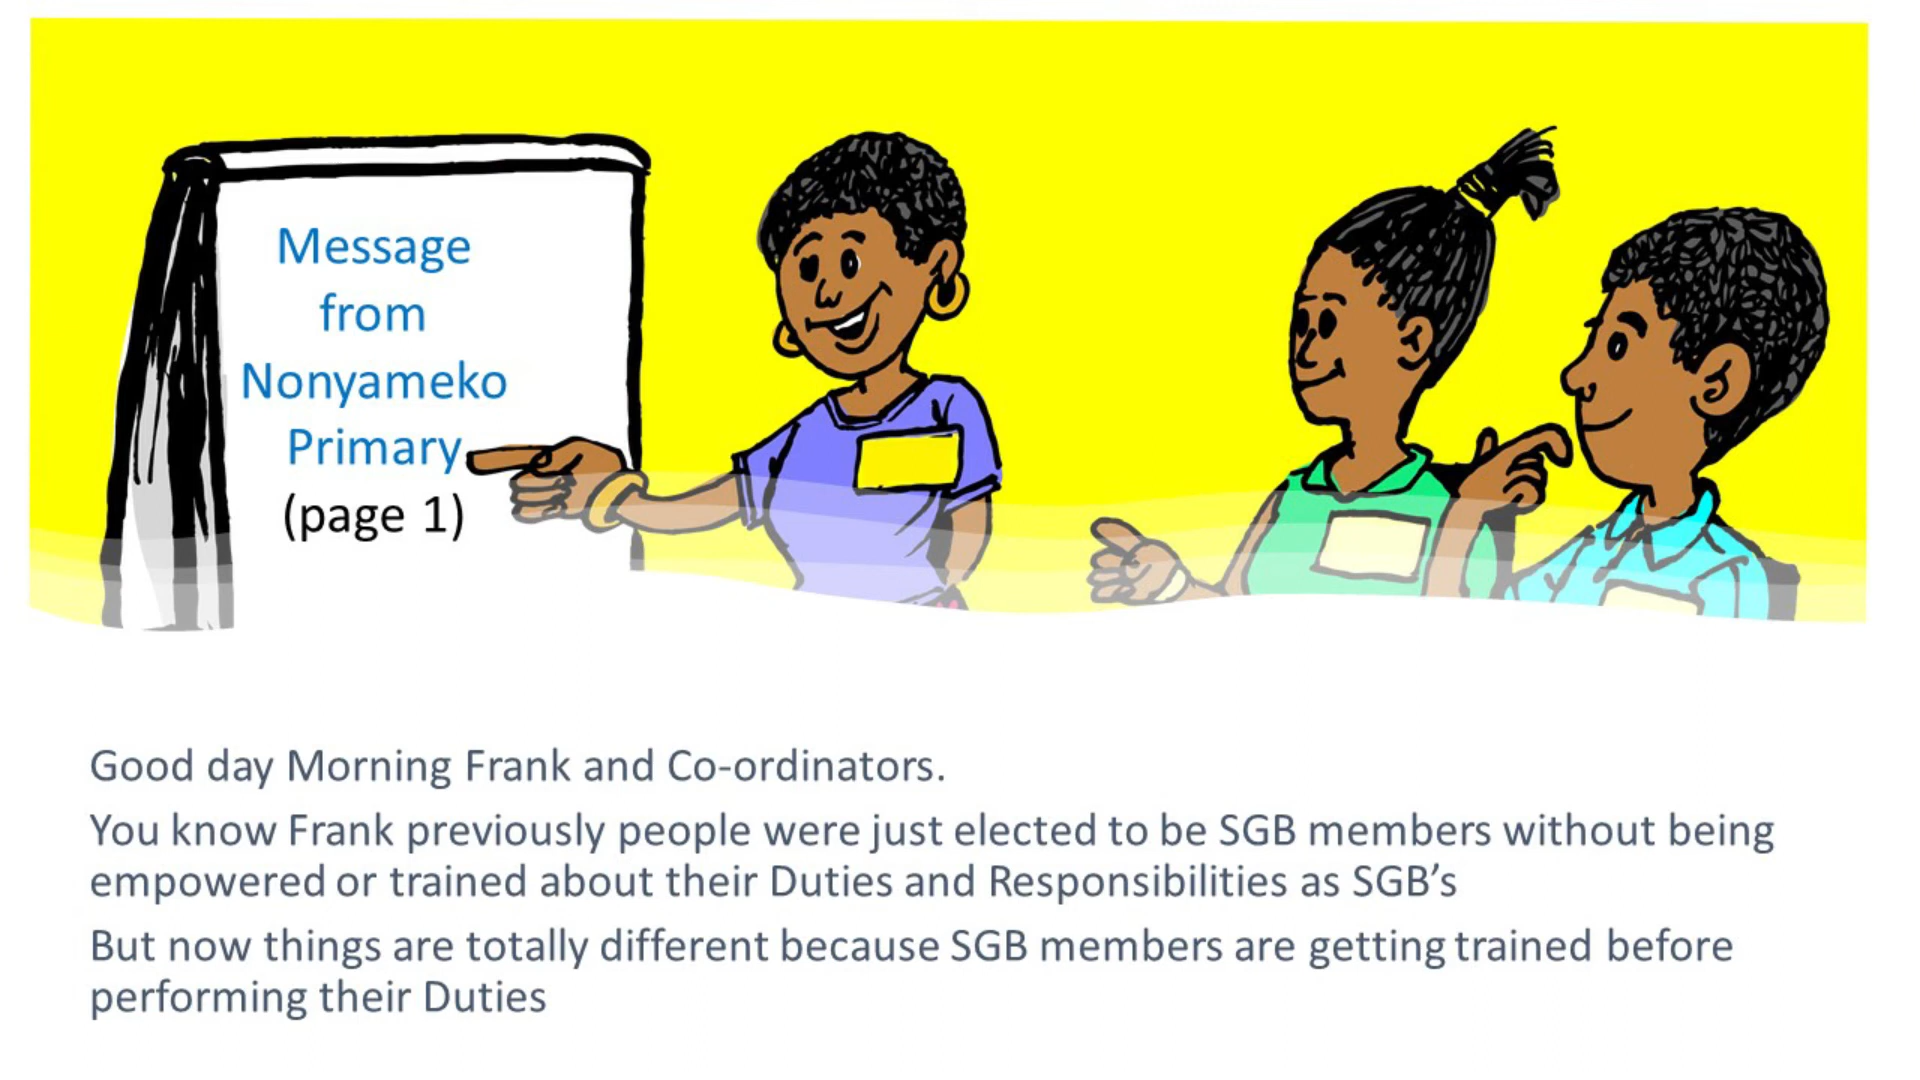 Message
from
Nonyameko
Primary
(page 1)
Good day Morning Frank and Co-ordinators.
You know Frank previously people were just elected to be SGB members without being
empowered or trained about their Duties and Responsibilities as SGB’s
But now things are totally different because SGB members are getting trained before
performing their Duties